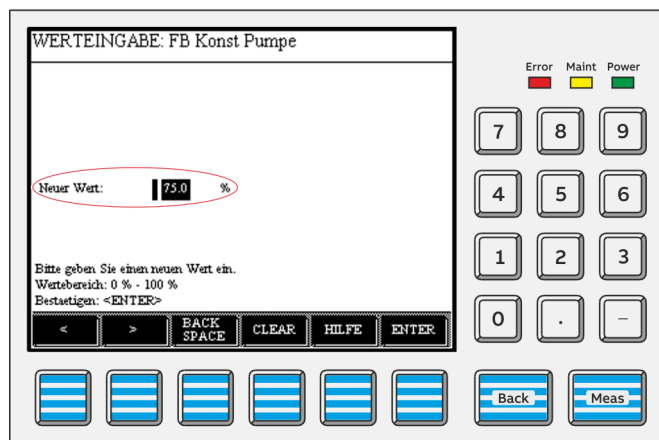 WERTEINGABE: FB Konst Pumpe
Neuer Wert: 75.0 %
Bitte geben Sie einen neuen Wert ein.
Wertebereich: 0 % - 100 %
Bestaetigen: <ENTER>
< > BACK SPACE CLEAR HILFE ENTER
Error Maint Power
7 8 9
4 5 6
1 2 3
0 . –
Back Meas